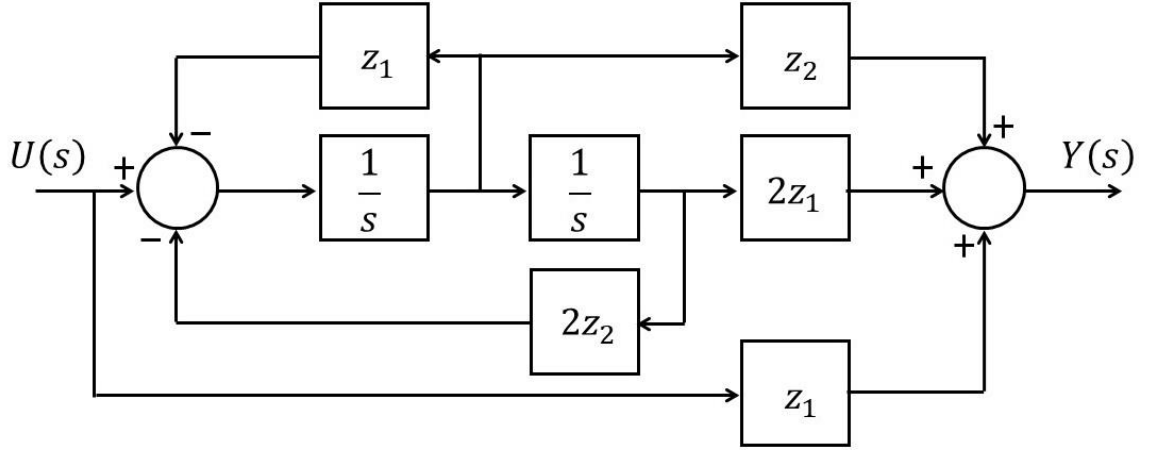 z₁
z₂
−
+
U(s)
+
1/s
1/s
2z₁
+
Y(s)
−
+
2z₂
z₁